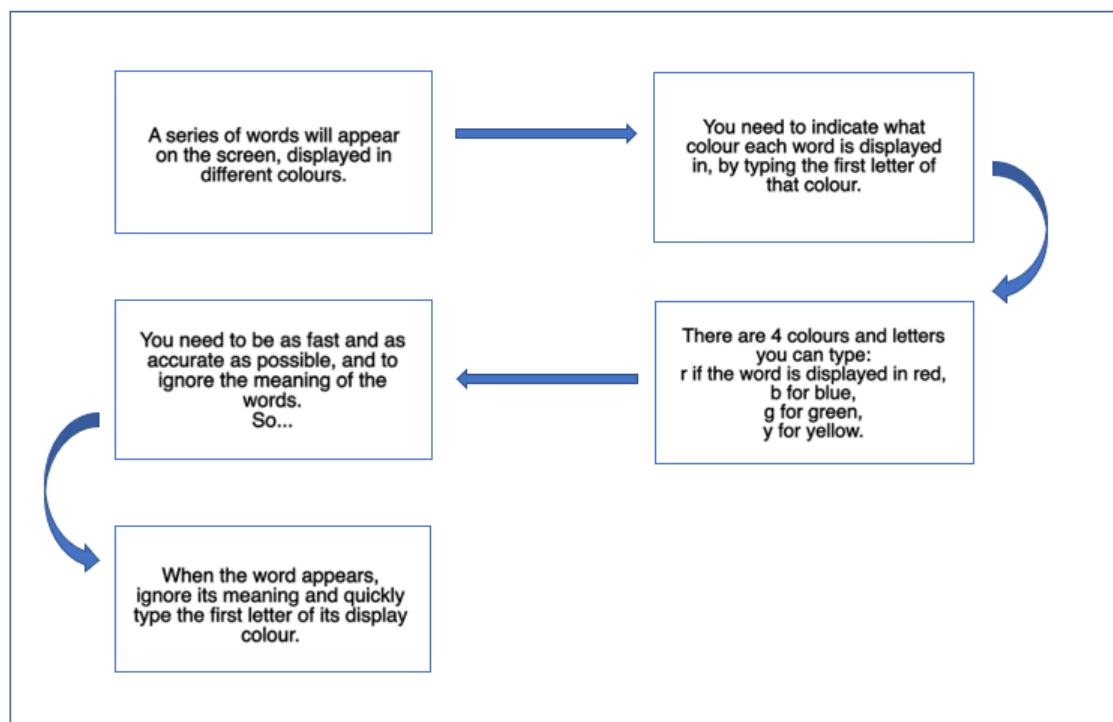 A series of words will appear
on the screen, displayed in
different colours.
You need to indicate what
colour each word is displayed
in, by typing the first letter of
that colour.
There are 4 colours and letters
you can type:
r if the word is displayed in red,
b for blue,
g for green,
y for yellow.
You need to be as fast and as
accurate as possible, and to
ignore the meaning of the
words.
So...
When the word appears,
ignore its meaning and quickly
type the first letter of its display
colour.